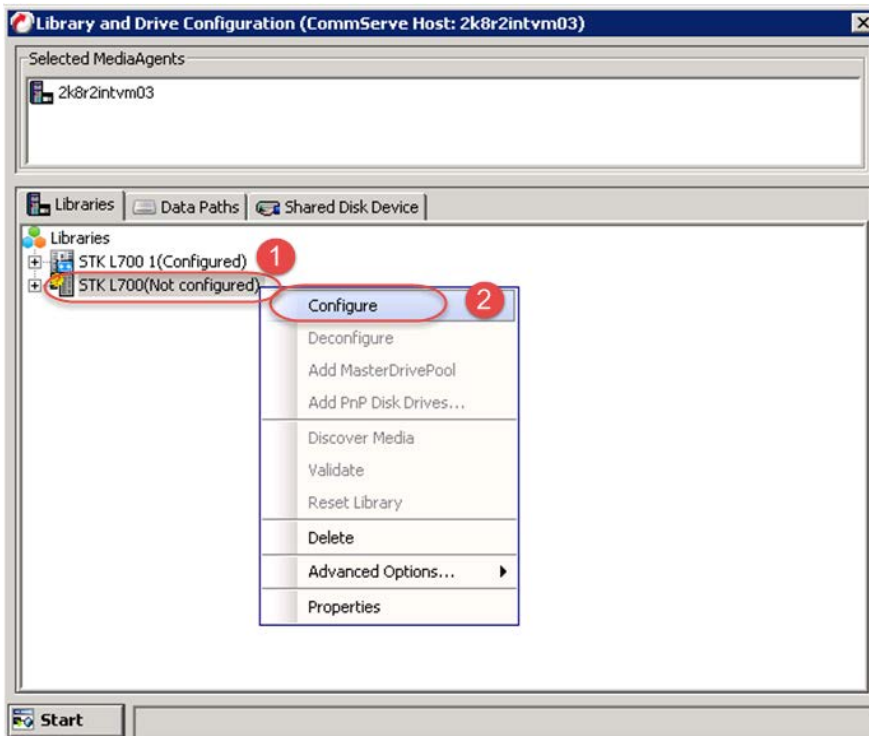 Library and Drive Configuration (CommServe Host: 2k8r2intvm03)
Selected MediaAgents
2k8r2intvm03
Libraries Data Paths Shared Disk Device
Libraries
STK L700 1(Configured) 1
STK L700(Not configured)
Configure 2
Deconfigure
Add MasterDrivePool
Add PnP Disk Drives...
Discover Media
Validate
Reset Library
Delete
Advanced Options...
Properties
Start